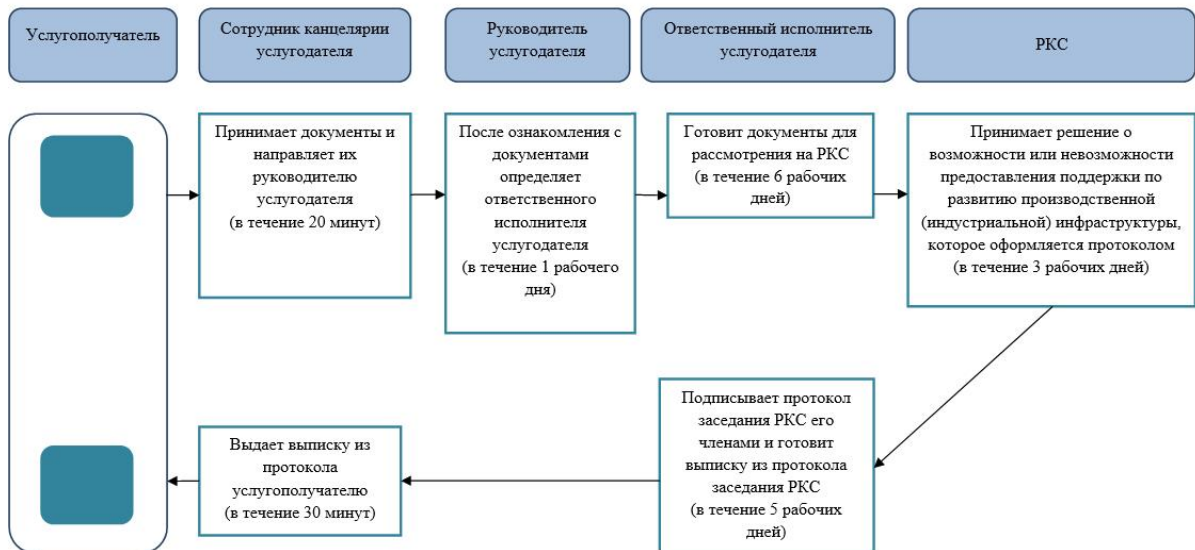 Услугополучатель
Сотрудник канцелярии
услугодателя
Руководитель
услугодателя
Ответственный исполнитель
услугодателя
РКС
Принимает документы и
направляет их
руководителю
услугодателя
(в течение 20 минут)
После ознакомления с
документами
определяет
ответственного
исполнителя
услугодателя
(в течение 1 рабочего
дня)
Готовит документы для
рассмотрения на РКС
(в течение 6 рабочих
дней)
Принимает решение о
возможности или невозможности
предоставления поддержки по
развитию производственной
(индустриальной) инфраструктуры,
которое оформляется протоколом
(в течение 3 рабочих дней)
Подписывает протокол
заседания РКС его
членами и готовит
выписку из протокола
заседания РКС
(в течение 5 рабочих
дней)
Выдает выписку из
протокола
услугополучателю
(в течение 30 минут)